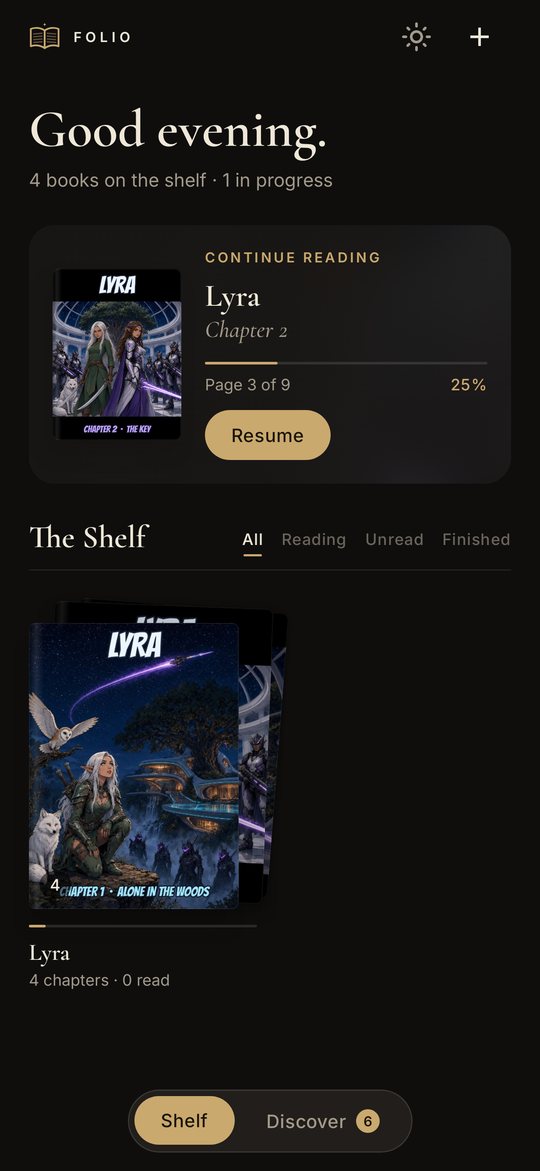 FOLIO
Good evening.
4 books on the shelf · 1 in progress
CONTINUE READING
LYRA
CHAPTER 2 · THE KEY
Lyra
Chapter 2
Page 3 of 9
25%
Resume
The Shelf
All Reading Unread Finished
LYRA
4
CHAPTER 1 · ALONE IN THE WOODS
Lyra
4 chapters · 0 read
Shelf
Discover 6